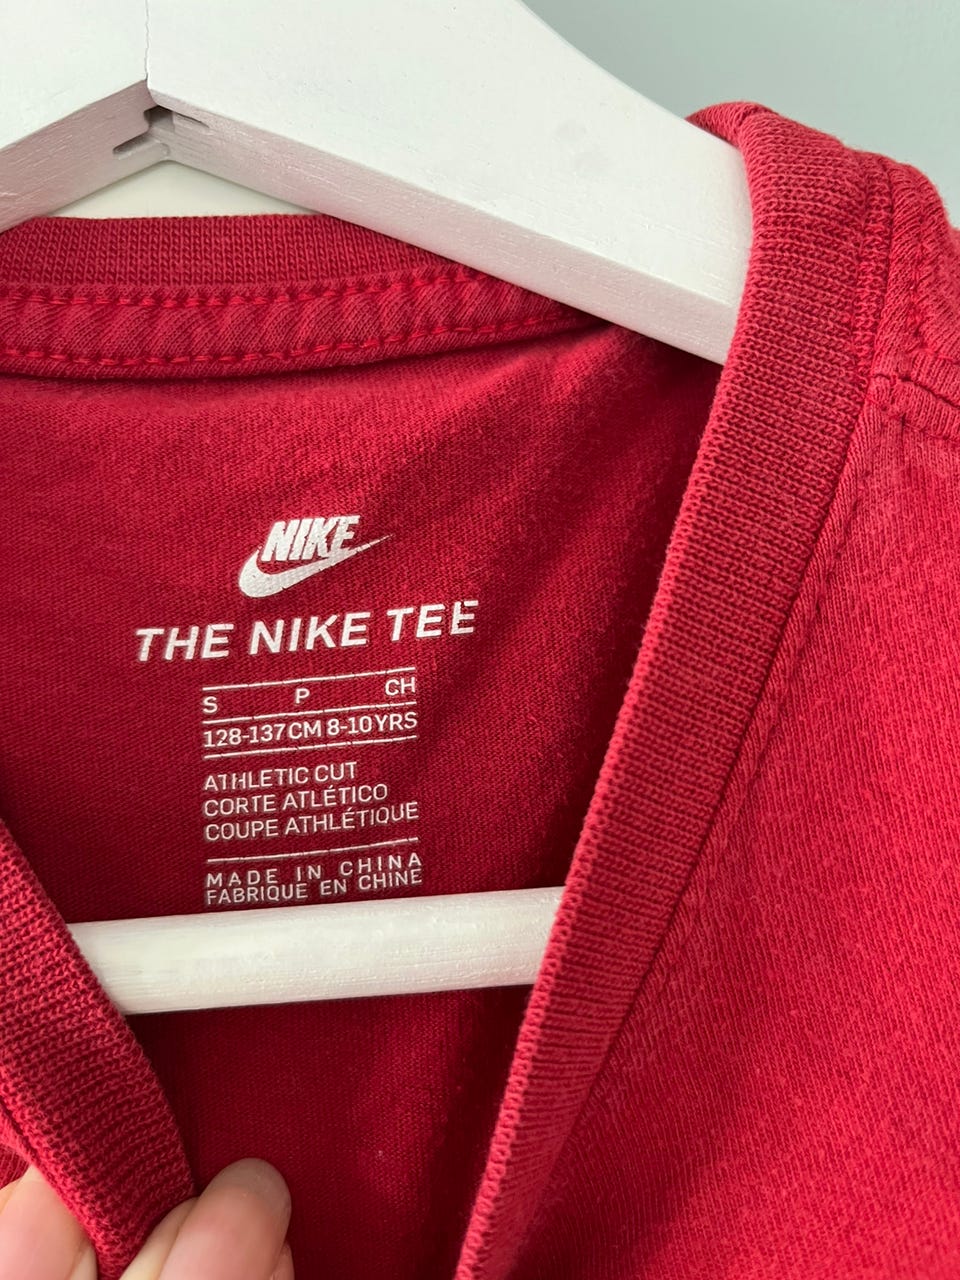 NIKE
THE NIKE TEE
S P CH
128-137CM 8-10YRS
ATHLETIC CUT
CORTE ATLÉTICO
COUPE ATHLÉTIQUE
MADE IN CHINA
FABRIQUE EN CHINE